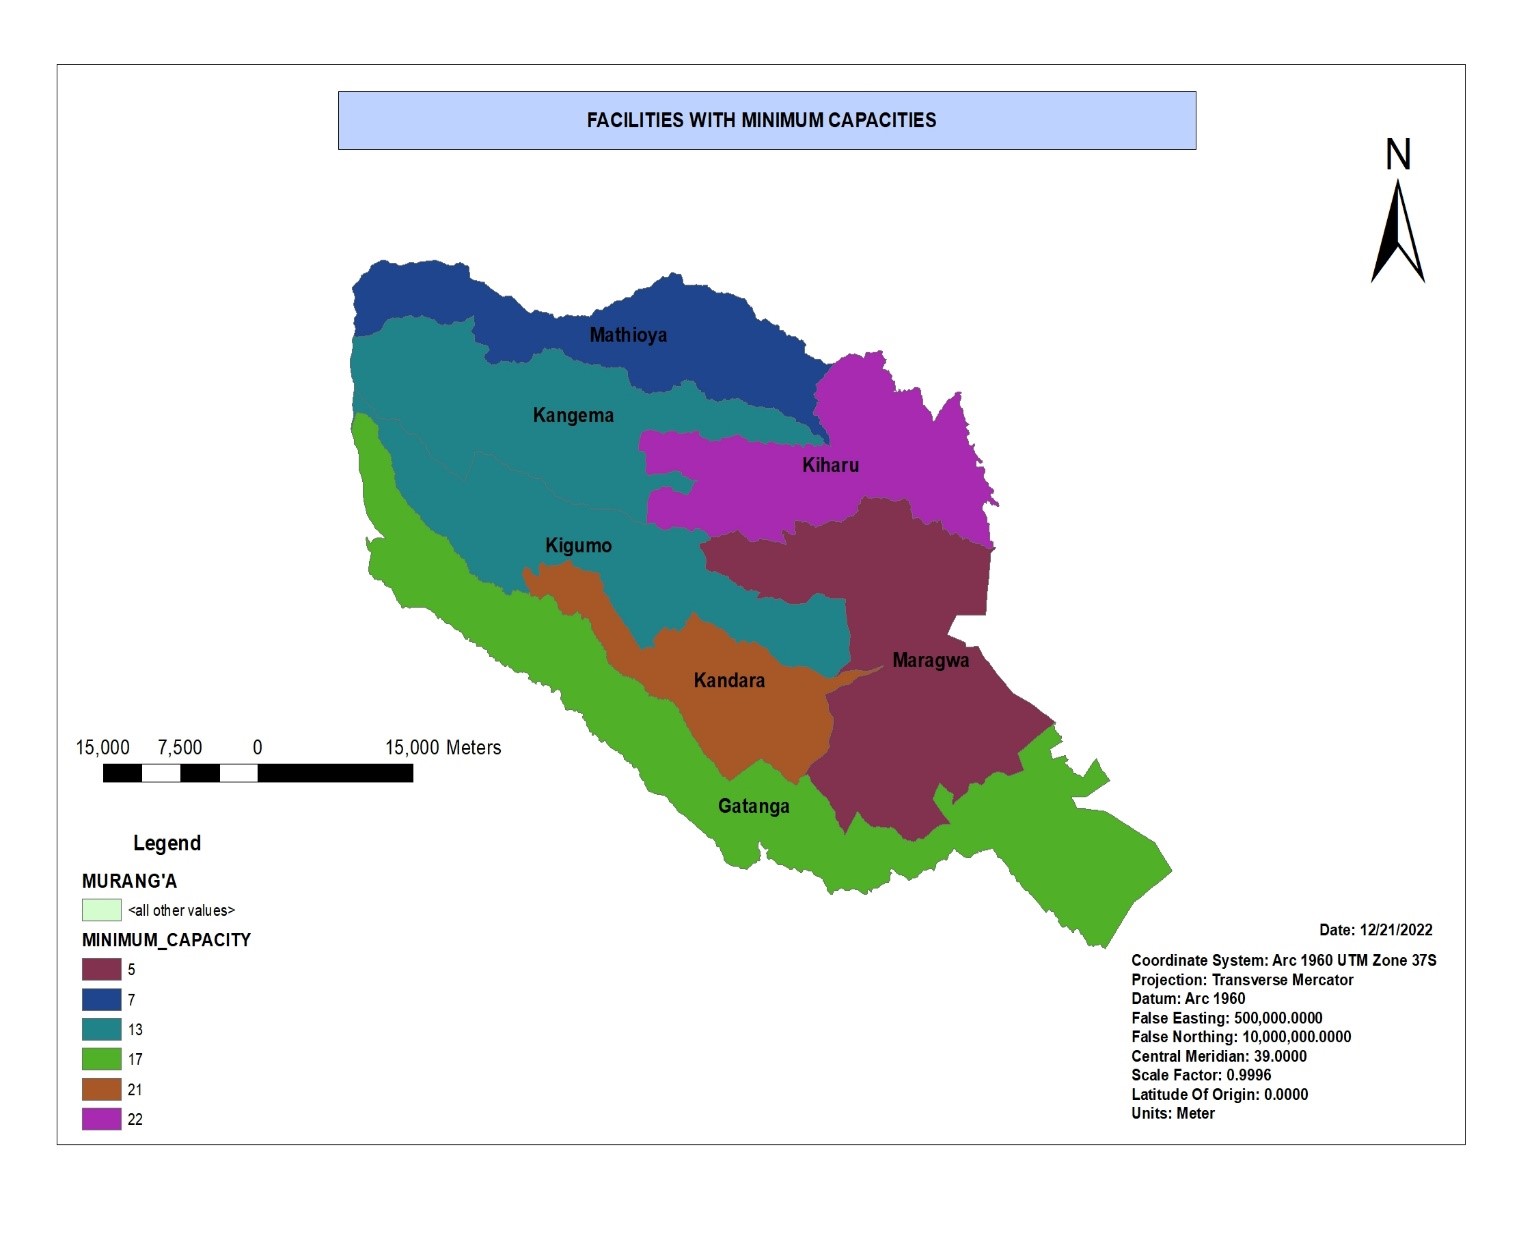 FACILITIES WITH MINIMUM CAPACITIES
N
Mathioya
Kangema
Kiharu
Kigumo
Maragwa
Kandara
Gatanga
15,000 7,500 0 15,000 Meters
Legend
MURANG'A
<all other values>
MINIMUM_CAPACITY
5
7
13
17
21
22
Date: 12/21/2022
Coordinate System: Arc 1960 UTM Zone 37S
Projection: Transverse Mercator
Datum: Arc 1960
False Easting: 500,000.0000
False Northing: 10,000,000.0000
Central Meridian: 39.0000
Scale Factor: 0.9996
Latitude Of Origin: 0.0000
Units: Meter